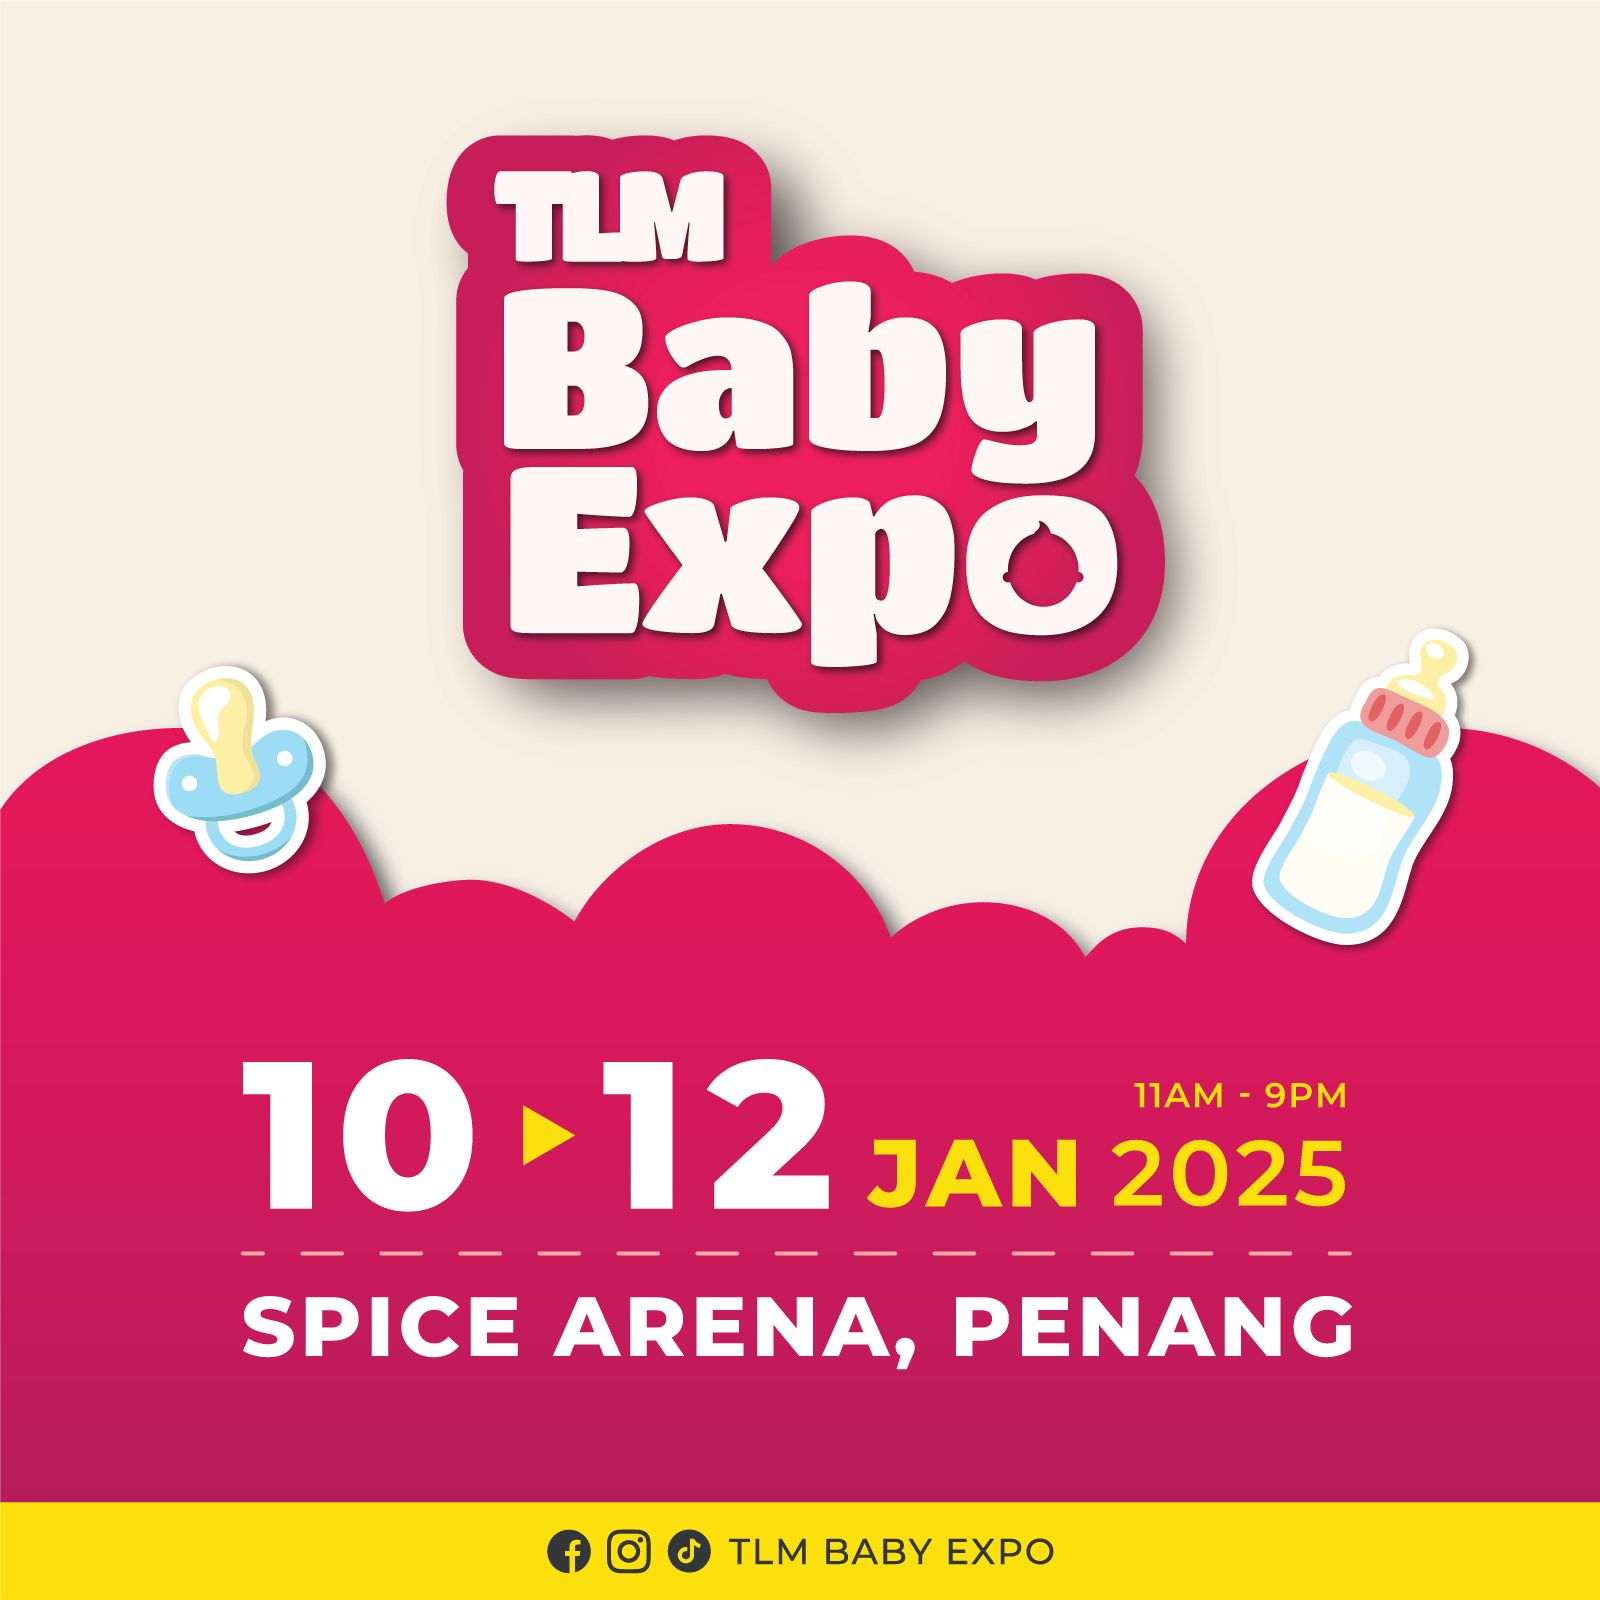 TLM
Baby
Expo
10 12
11AM - 9PM
JAN 2025
SPICE ARENA, PENANG
TLM BABY EXPO